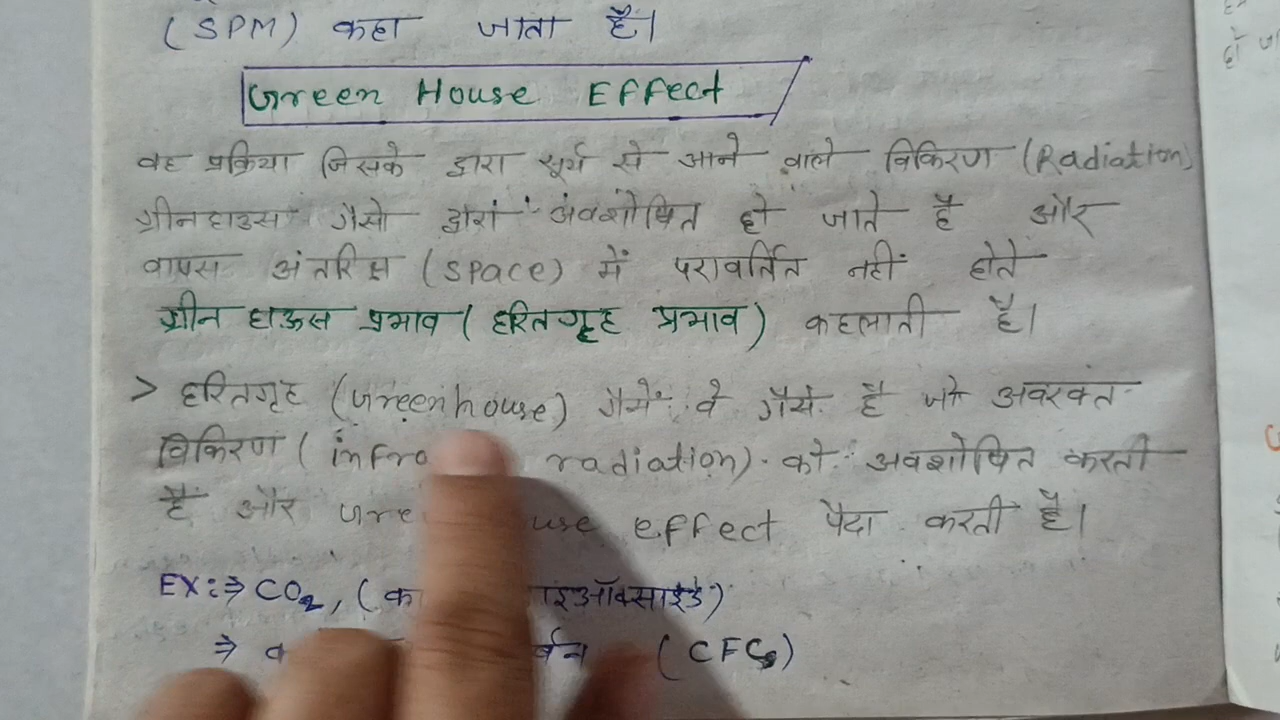 (SPM) कहा जाता है।
Green House Effect
वह प्रक्रिया जिसके द्वारा सूर्य से आने वाले विकिरण (Radiation)
ग्रीनहाउस गैसो द्वारा अवशोषित हो जाते है और
वापस अंतरिक्ष (space) में परावर्तित नहीं होते
ग्रीन हाऊस प्रभाव (हरितगृह प्रभाव) कहलाती है।
> हरितगृह (Greenhouse) गैसे वे गैसे है जो अवरक्त
विकिरण (infra radiation) को अवशोषित करती
है और effect पैदा करती है।
EX:⇒ CO2, (
⇒ (CFCs)